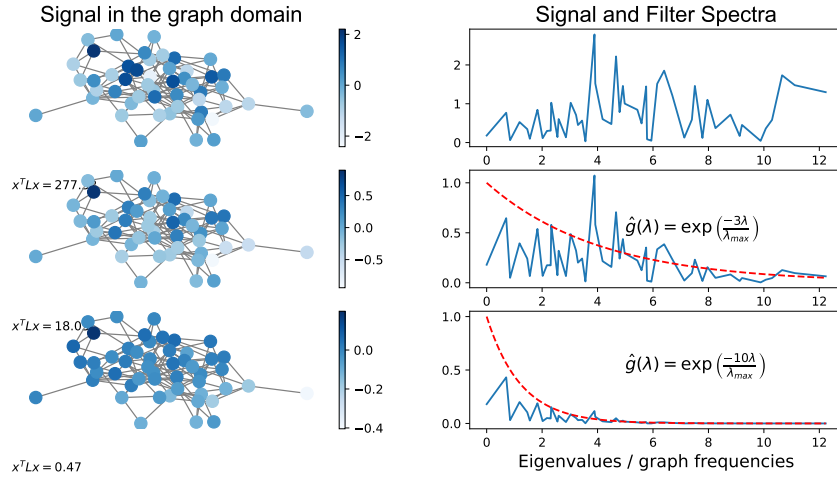 Signal in the graph domain
Signal and Filter Spectra
2
0
−2
2
1
0
0 2 4 6 8 10 12
x^T Lx = 277.
0.5
0.0
−0.5
1.0
0.5
0.0
ĝ(λ) = exp(−3λ/λ_max)
0 2 4 6 8 10 12
x^T Lx = 18.0
0.0
−0.2
−0.4
1.0
0.5
0.0
ĝ(λ) = exp(−10λ/λ_max)
0 2 4 6 8 10 12
x^T Lx = 0.47
Eigenvalues / graph frequencies